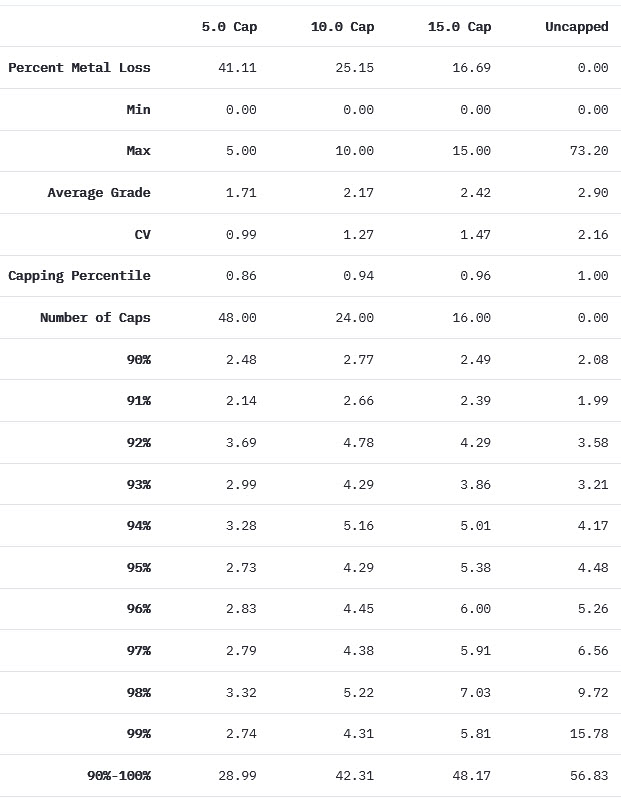 5.0 Cap 10.0 Cap 15.0 Cap Uncapped
Percent Metal Loss 41.11 25.15 16.69 0.00
Min 0.00 0.00 0.00 0.00
Max 5.00 10.00 15.00 73.20
Average Grade 1.71 2.17 2.42 2.90
CV 0.99 1.27 1.47 2.16
Capping Percentile 0.86 0.94 0.96 1.00
Number of Caps 48.00 24.00 16.00 0.00
90% 2.48 2.77 2.49 2.08
91% 2.14 2.66 2.39 1.99
92% 3.69 4.78 4.29 3.58
93% 2.99 4.29 3.86 3.21
94% 3.28 5.16 5.01 4.17
95% 2.73 4.29 5.38 4.48
96% 2.83 4.45 6.00 5.26
97% 2.79 4.38 5.91 6.56
98% 3.32 5.22 7.03 9.72
99% 2.74 4.31 5.81 15.78
90%-100% 28.99 42.31 48.17 56.83